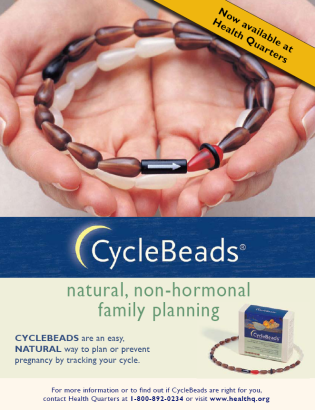 Now available at
Health Quarters
CycleBeads®
natural, non-hormonal
family planning
CYCLEBEADS are an easy,
NATURAL way to plan or prevent
pregnancy by tracking your cycle.
For more information or to find out if CycleBeads are right for you,
contact Health Quarters at 1-800-892-0234 or visit www.healthq.org